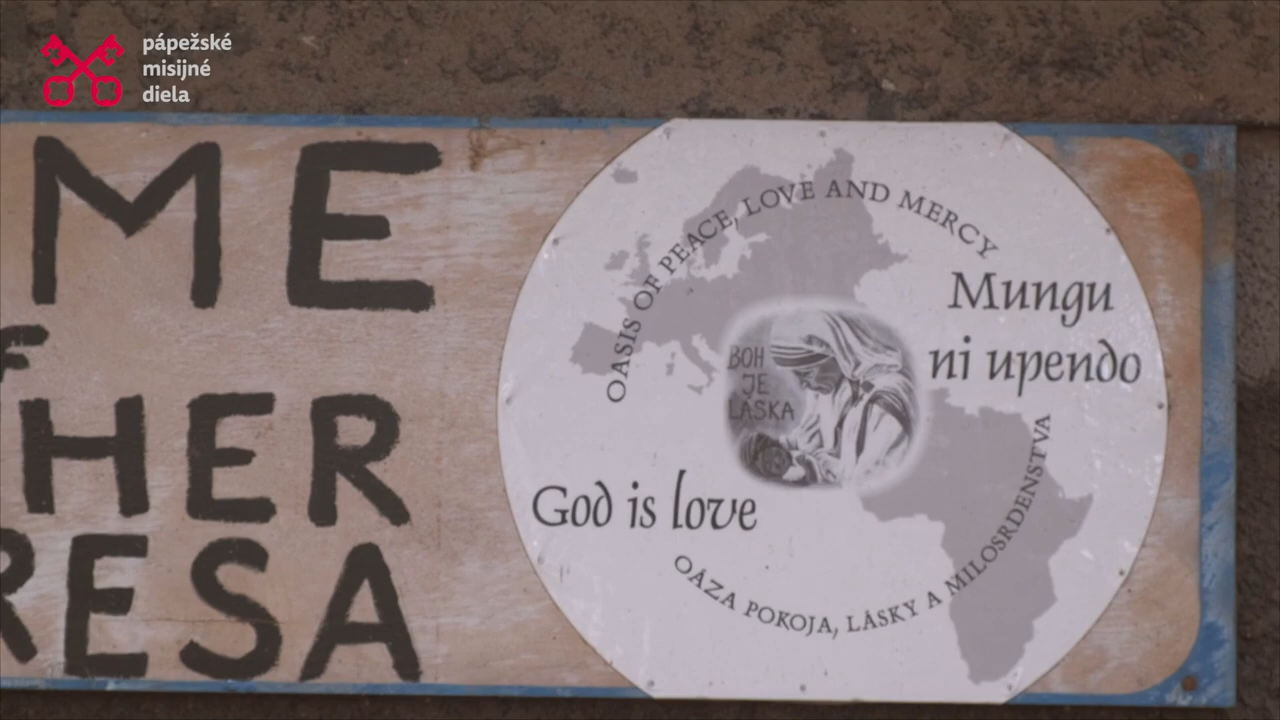 pápežské
misijné
diela
ME
F
HER
RESA
OASIS OF PEACE, LOVE AND MERCY
Mungu
ni upendo
BOH
JE
LÁSKA
God is love
OÁZA POKOJA, LÁSKY A MILOSRDENSTVA